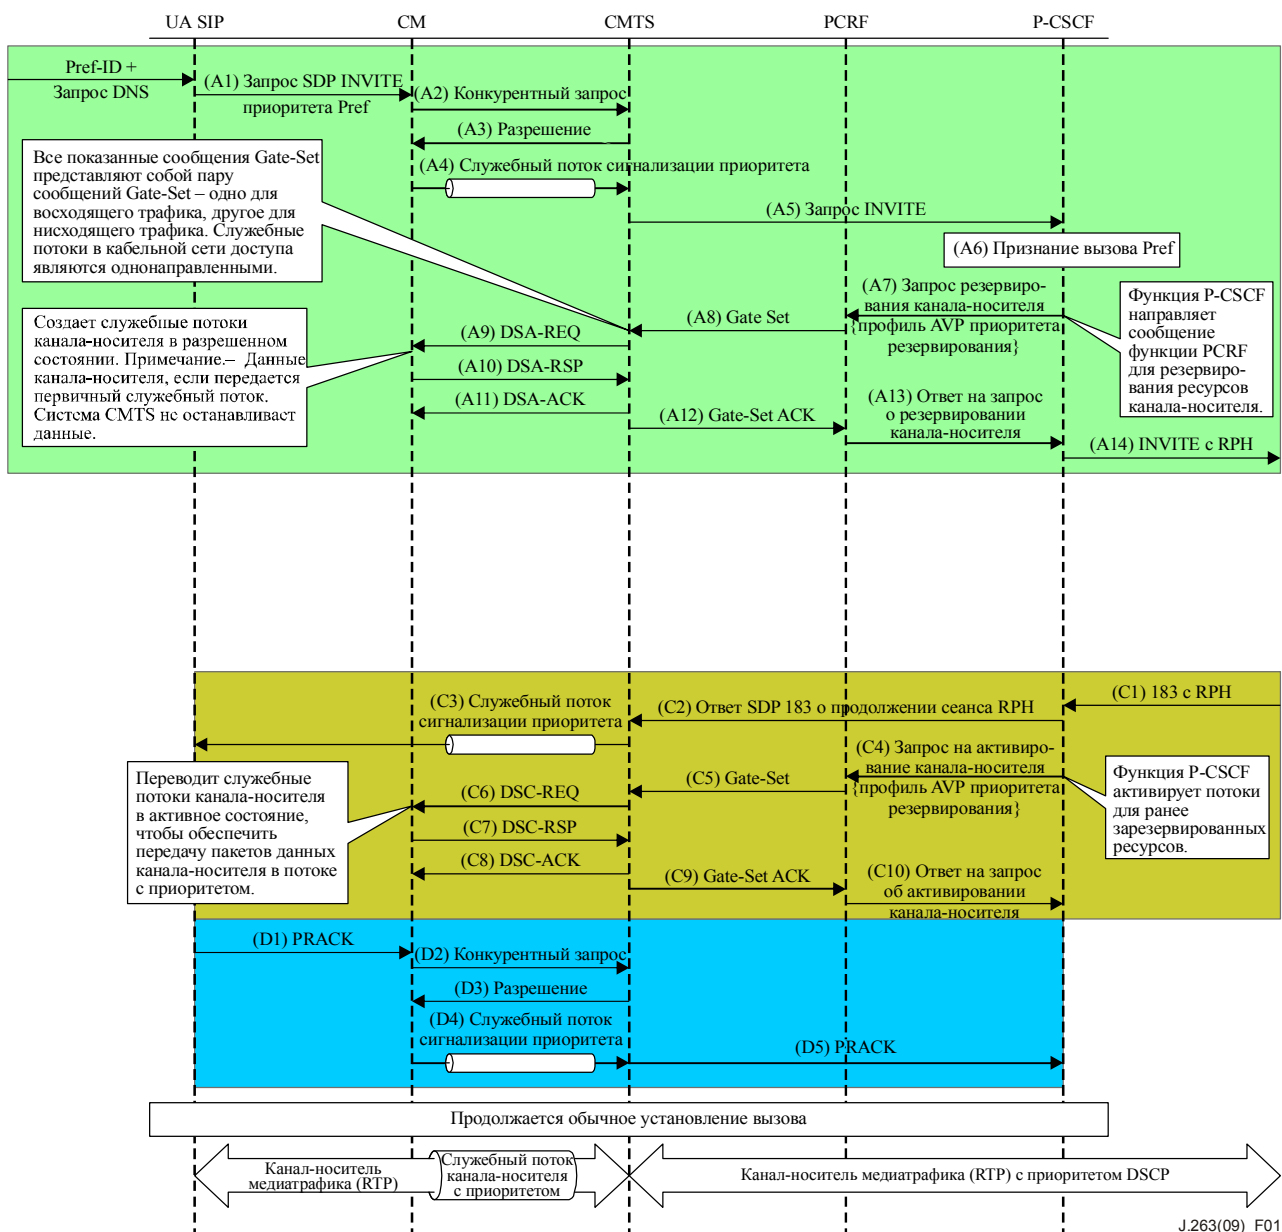 UA SIP
CM
CMTS
PCRF
P-CSCF
Pref-ID +
Запрос DNS
(A1) Запрос SDP INVITE
приоритета Pref
(A2) Конкурентный запрос
(A3) Разрешение
Все показанные сообщения Gate-Set
представляют собой пару
сообщений Gate-Set – одно для
восходящего трафика, другое для
нисходящего трафика. Служебные
потоки в кабельной сети доступа
являются однонаправленными.
(A4) Служебный поток сигнализации приоритета
(A5) Запрос INVITE
(A6) Признание вызова Pref
(A7) Запрос резервиро-
вания канала-носителя
{профиль AVP приоритета
резервирования}
Функция P-CSCF
направляет
сообщение
функции PCRF
для резервиро-
вания ресурсов
канала-носителя.
(A8) Gate Set
Создает служебные потоки
канала-носителя в разрешенном
состоянии. Примечание.– Данные
канала-носителя, если передается
первичный служебный поток.
Система CMTS не останавливает
данные.
(A9) DSA-REQ
(A10) DSA-RSP
(A11) DSA-ACK
(A12) Gate-Set ACK
(A13) Ответ на запрос
о резервировании
канала-носителя
(A14) INVITE с RPH
(C1) 183 с RPH
(C2) Ответ SDP 183 о продолжении сеанса RPH
(C3) Служебный поток
сигнализации приоритета
(C4) Запрос на активиро-
вание канала-носителя
{профиль AVP приоритета
резервирования}
Функция P-CSCF
активирует потоки
для ранее
зарезервированных
ресурсов.
(C5) Gate-Set
Переводит служебные
потоки канала-носителя
в активное состояние,
чтобы обеспечить
передачу пакетов данных
канала-носителя в потоке
с приоритетом.
(C6) DSC-REQ
(C7) DSC-RSP
(C8) DSC-ACK
(C9) Gate-Set ACK
(C10) Ответ на запрос
об активировании
канала-носителя
(D1) PRACK
(D2) Конкурентный запрос
(D3) Разрешение
(D4) Служебный поток
сигнализации приоритета
(D5) PRACK
Продолжается обычное установление вызова
Канал-носитель
медиатрафика (RTP)
Служебный поток
канала-носителя
с приоритетом
Канал-носитель медиатрафика (RTP) с приоритетом DSCP
J.263(09)_F01